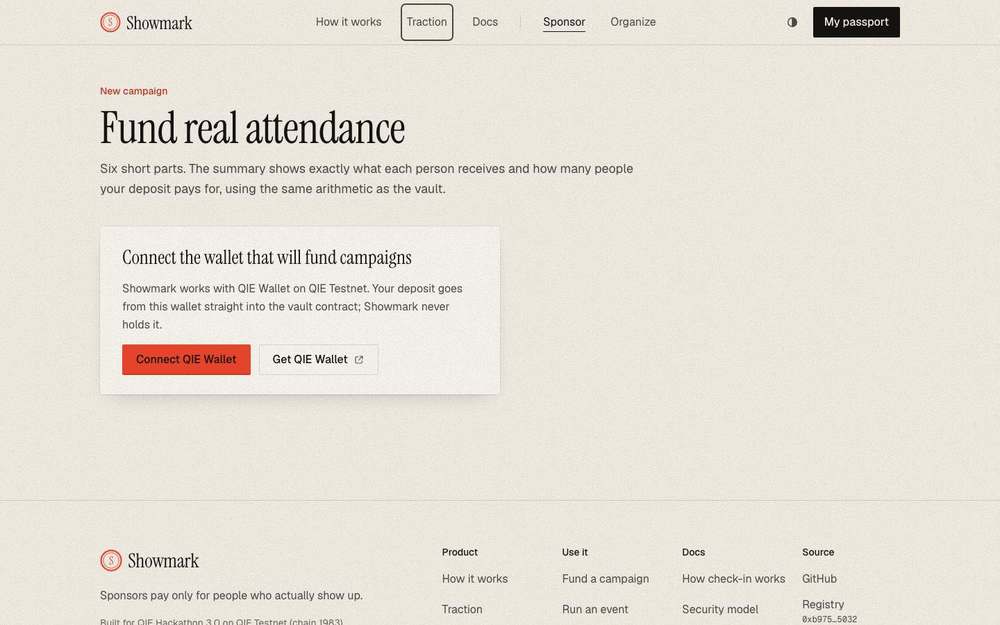 S Showmark
How it works
Traction
Docs
Sponsor
Organize
My passport
New campaign
Fund real attendance
Six short parts. The summary shows exactly what each person receives and how many people
your deposit pays for, using the same arithmetic as the vault.
Connect the wallet that will fund campaigns
Showmark works with QIE Wallet on QIE Testnet. Your deposit goes
from this wallet straight into the vault contract; Showmark never
holds it.
Connect QIE Wallet
Get QIE Wallet
S Showmark
Sponsors pay only for people who actually show up.
Built for QIE Hackathon 3.0 on QIE Testnet (chain 1983)
Product
How it works
Traction
Use it
Fund a campaign
Run an event
Docs
How check-in works
Security model
Source
GitHub
Registry
0xb975…5032